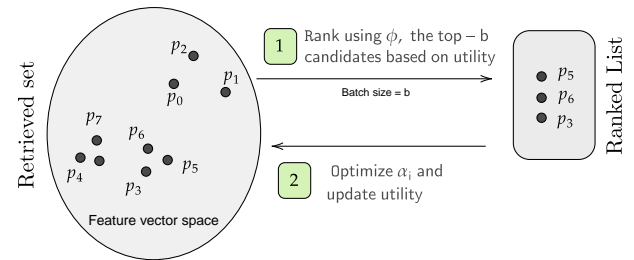 Retrieved set
p2
p1
p0
p7
p6
p4
p5
p3
Feature vector space
1
Rank using ϕ, the top − b
candidates based on utility
Batch size = b
2
Optimize αi and
update utility
p5
p6
p3
Ranked List